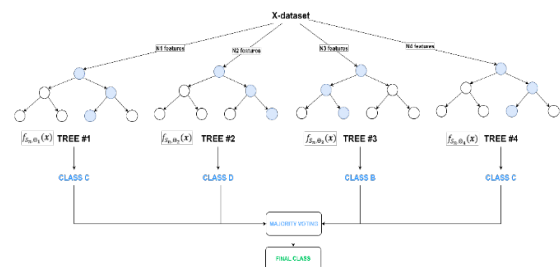 X-dataset
N1 features
N2 features
N3 features
N4 features
TREE #1
TREE #2
TREE #3
TREE #4
CLASS C
CLASS D
CLASS B
CLASS C
MAJORITY VOTING
FINAL CLASS